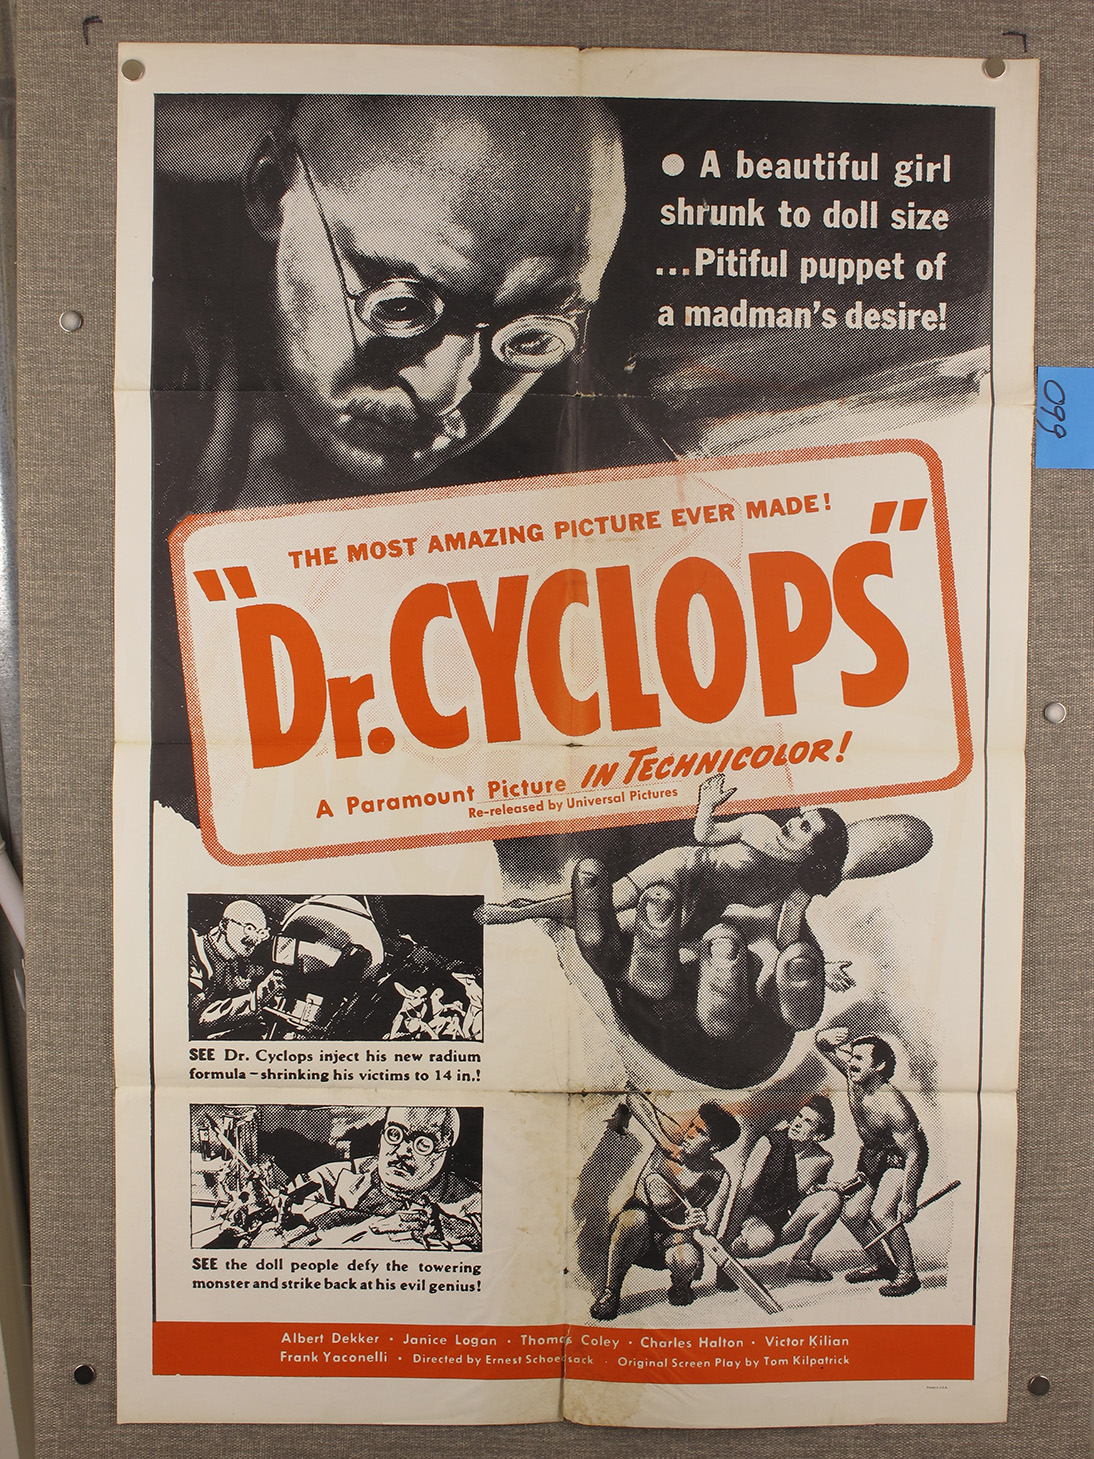 ● A beautiful girl
shrunk to doll size
...Pitiful puppet of
a madman's desire!
THE MOST AMAZING PICTURE EVER MADE!
"Dr. CYCLOPS"
A Paramount Picture IN TECHNICOLOR!
Re-released by Universal Pictures
SEE Dr. Cyclops inject his new radium
formula – shrinking his victims to 14 in.!
SEE the doll people defy the towering
monster and strike back at his evil genius!
Albert Dekker · Janice Logan · Thomas Coley · Charles Halton · Victor Kilian
Frank Yaconelli · Directed by Ernest Schoedsack · Original Screen Play by Tom Kilpatrick
099